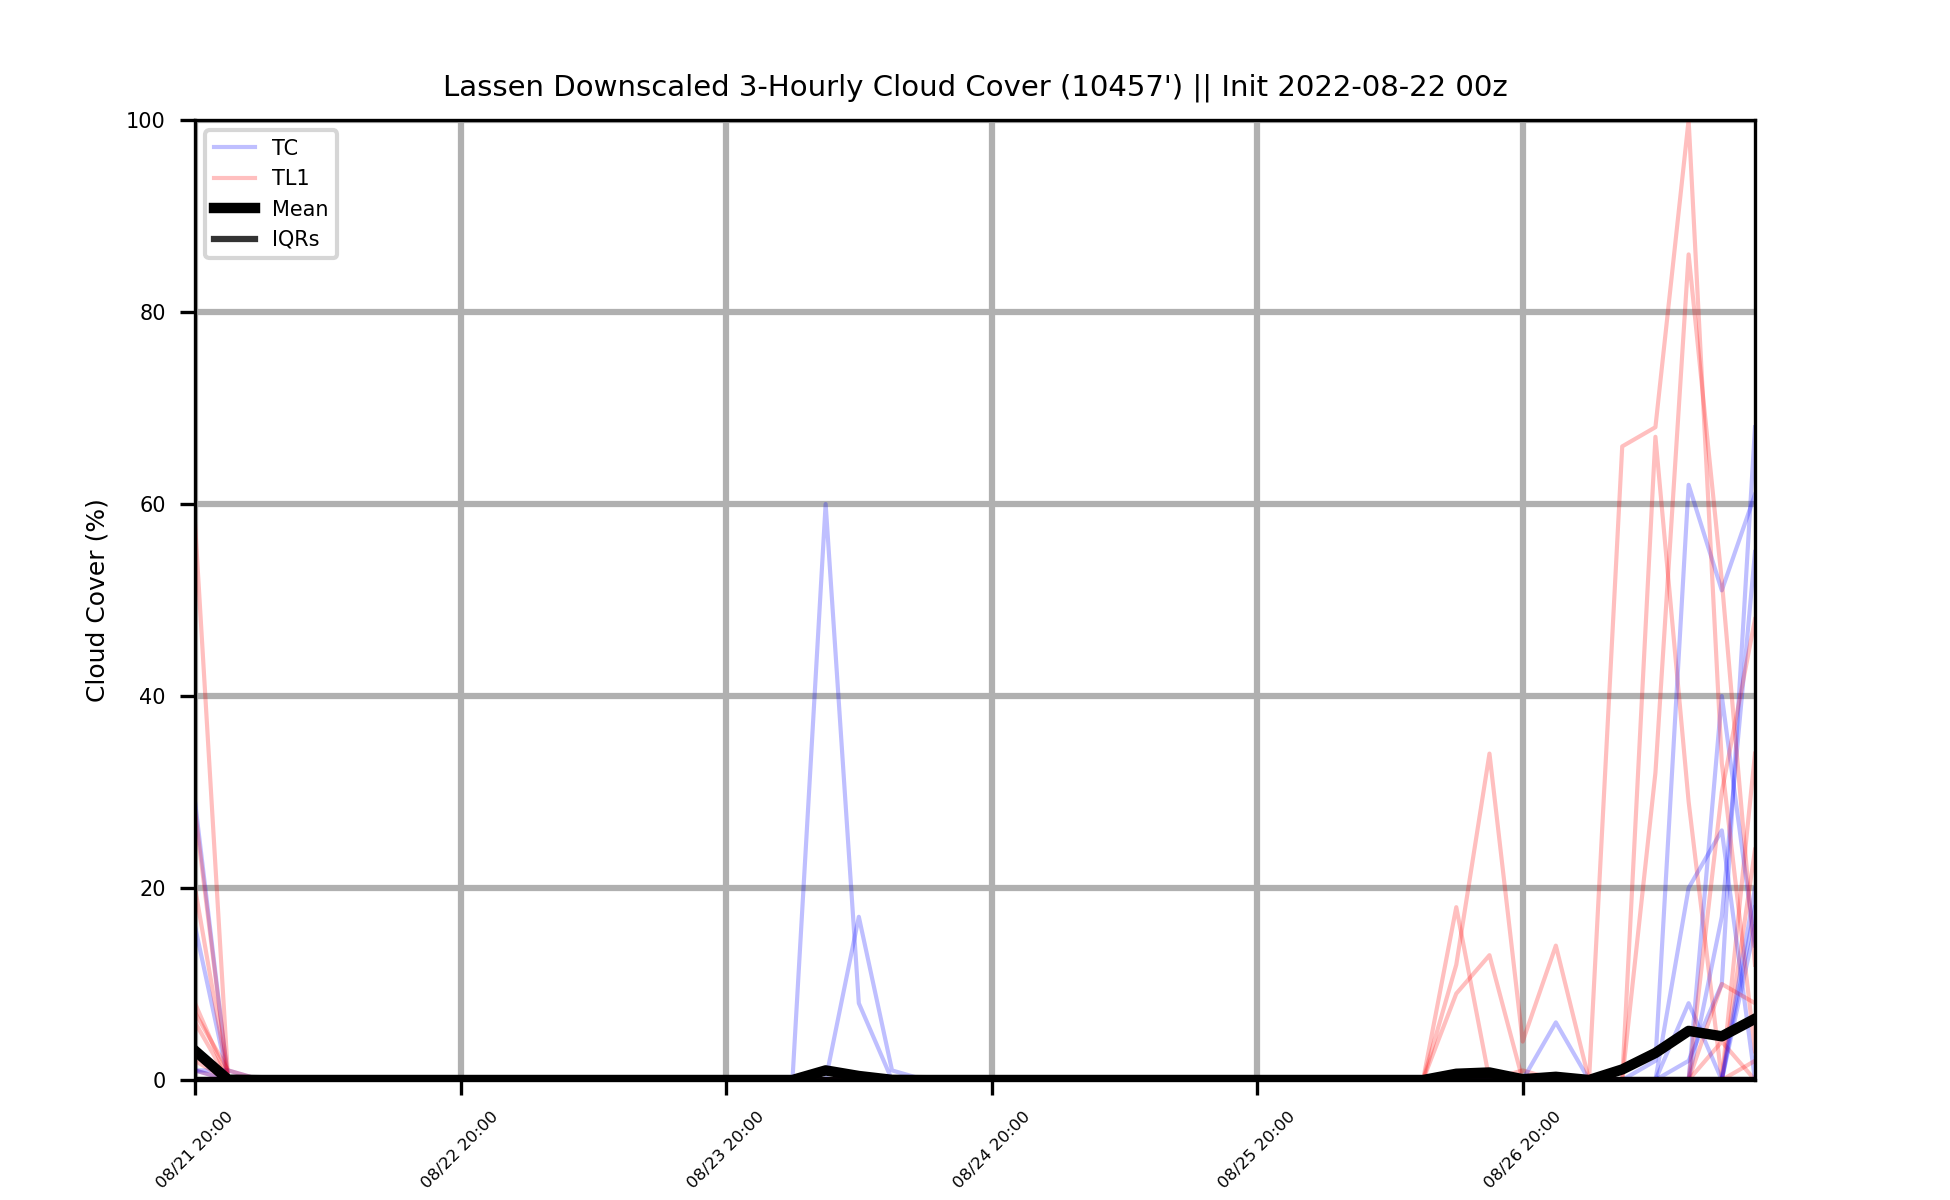 Lassen Downscaled 3-Hourly Cloud Cover (10457') || Init 2022-08-22 00z
100
80
60
40
20
0
Cloud Cover (%)
TC
TL1
Mean
IQRs
08/21 20:00
08/22 20:00
08/23 20:00
08/24 20:00
08/25 20:00
08/26 20:00